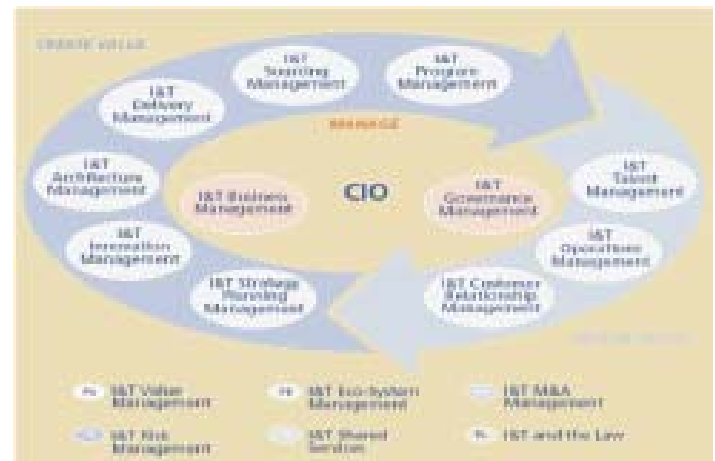 CREATE VALUE
I&T
Sourcing
Management
I&T
Program
Management
I&T
Delivery
Management
MANAGE
I&T
Architecture
Management
I&T Business
Management
CIO
I&T
Governance
Management
I&T
Talent
Management
I&T
Innovation
Management
I&T
Operations
Management
I&T Strategy
Planning
Management
I&T Customer
Relationship
Management
I&T Value
Management
I&T Eco-System
Management
I&T M&A
Management
I&T Risk
Management
I&T Shared
Services
I&T and the Law